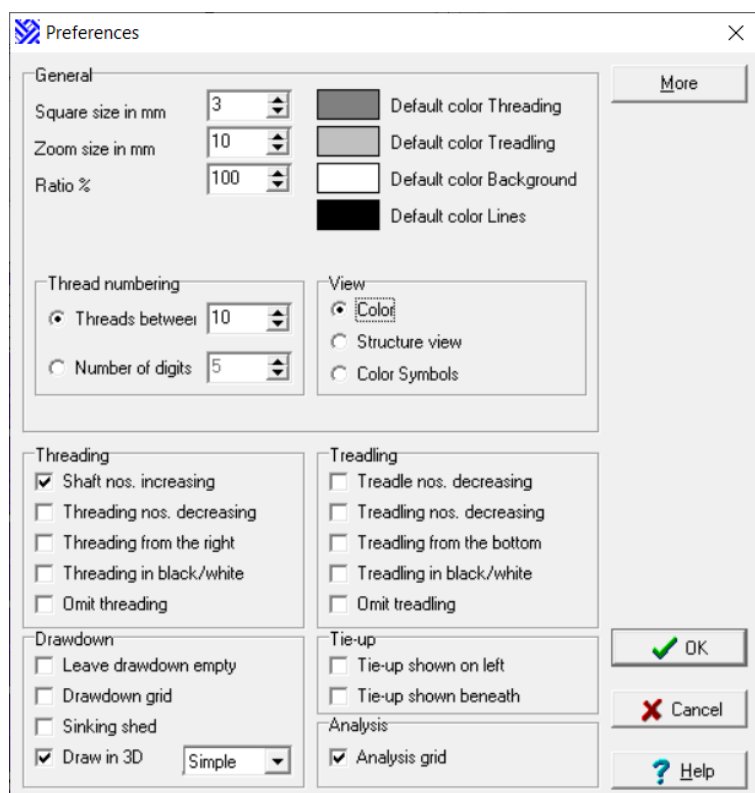 Preferences
General
More
Square size in mm 3 Default color Threading
Zoom size in mm 10 Default color Treadling
Ratio % 100 Default color Background
Default color Lines
Thread numbering
Threads betweer 10
Number of digits 5
View
Color
Structure view
Color Symbols
Threading
Shaft nos. increasing
Threading nos. decreasing
Threading from the right
Threading in black/white
Omit threading
Treadling
Treadle nos. decreasing
Treadling nos. decreasing
Treadling from the bottom
Treadling in black/white
Omit treadling
Drawdown
Leave drawdown empty
Drawdown grid
Sinking shed
Draw in 3D Simple
Tie-up
Tie-up shown on left
Tie-up shown beneath
Analysis
Analysis grid
OK
Cancel
Help